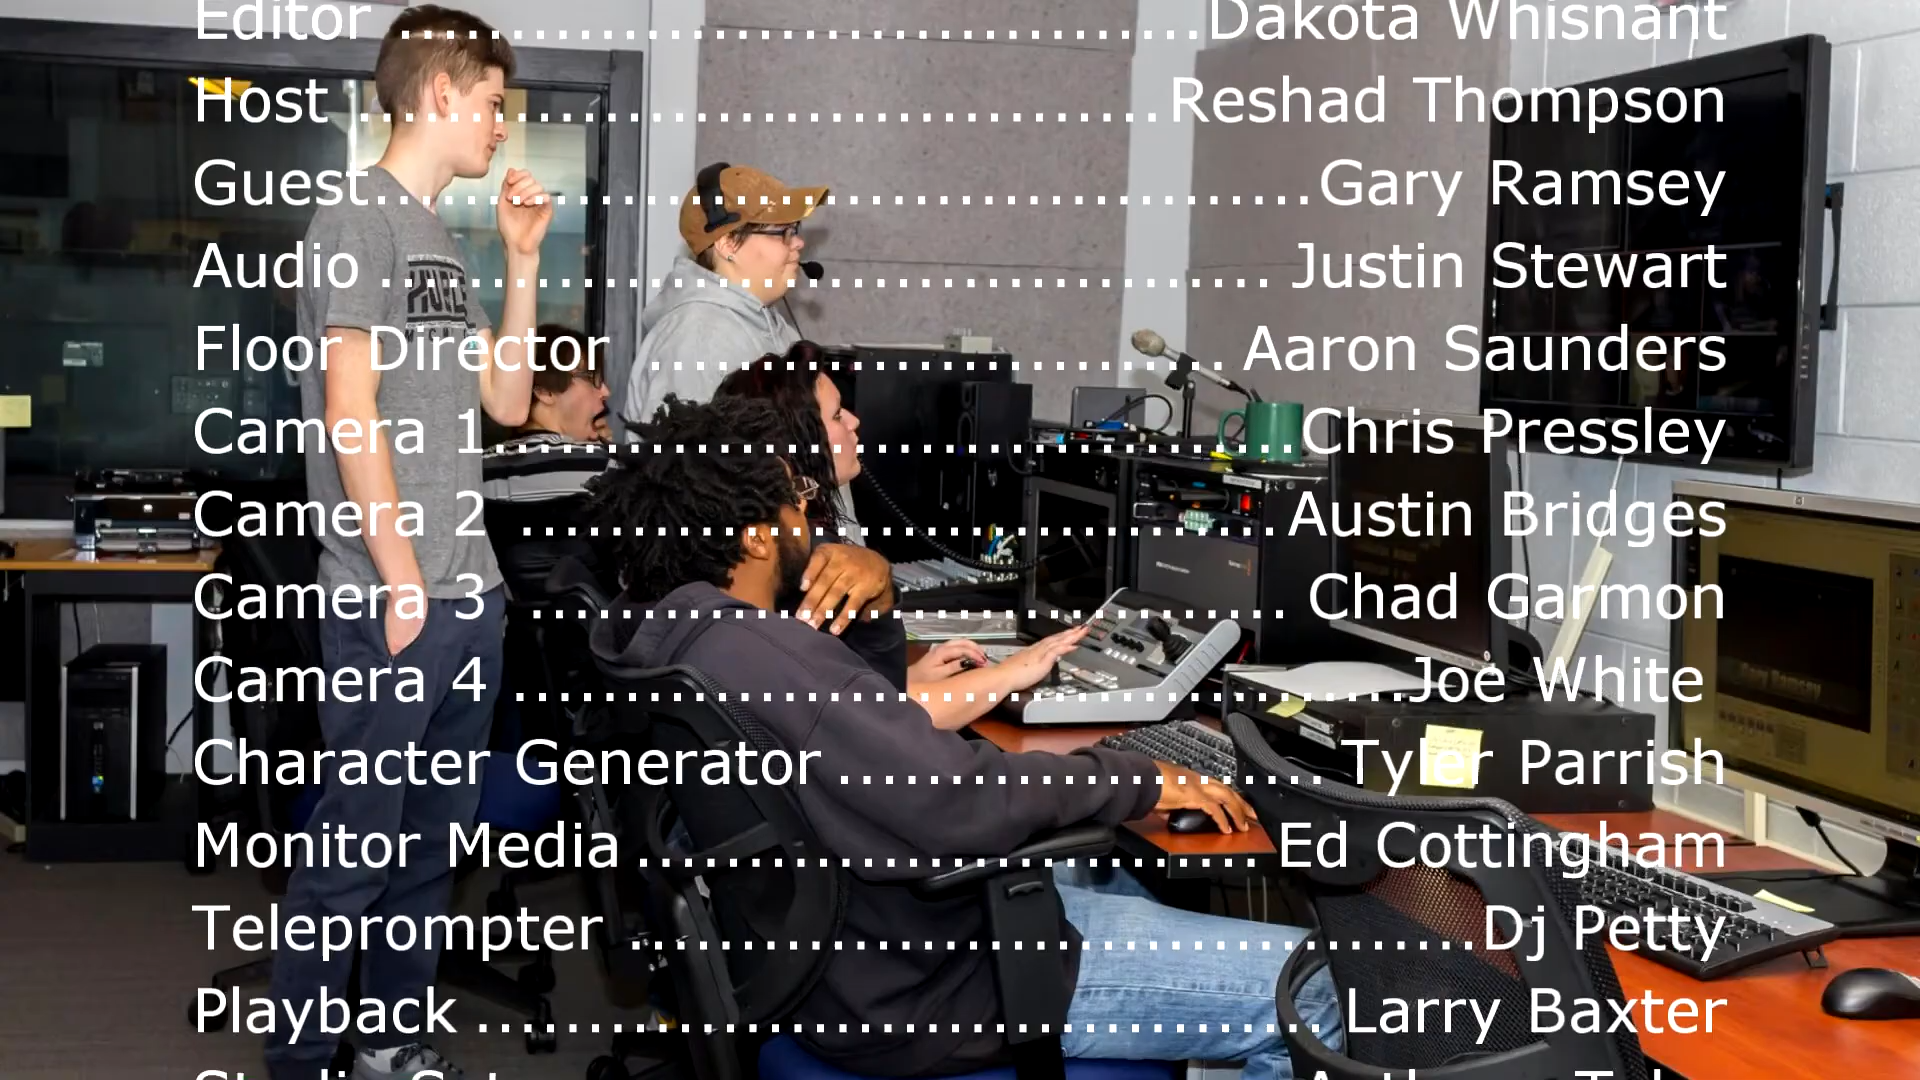 Editor ..................................Dakota Whisnant
Host ..................................Reshad Thompson
Guest........................................Gary Ramsey
Audio ...................................... Justin Stewart
Floor Director ......................... Aaron Saunders
Camera 1..................................Chris Pressley
Camera 2 ................................Austin Bridges
Camera 3 ................................ Chad Garmon
Camera 4 ......................................Joe White
Character Generator ..................... Tyler Parrish
Monitor Media .......................... Ed Cottingham
Teleprompter ....................................Dj Petty
Playback .................................... Larry Baxter
Gary Ramsey